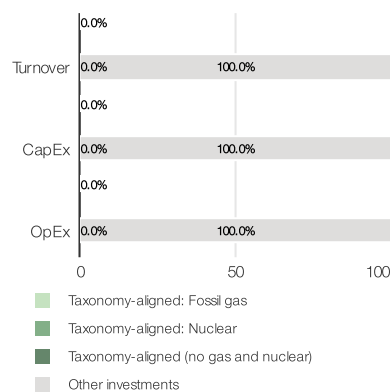 0.0%
Turnover 0.0% 100.0%
0.0%
CapEx 0.0% 100.0%
0.0%
OpEx 0.0% 100.0%
0 50 100
Taxonomy-aligned: Fossil gas
Taxonomy-aligned: Nuclear
Taxonomy-aligned (no gas and nuclear)
Other investments